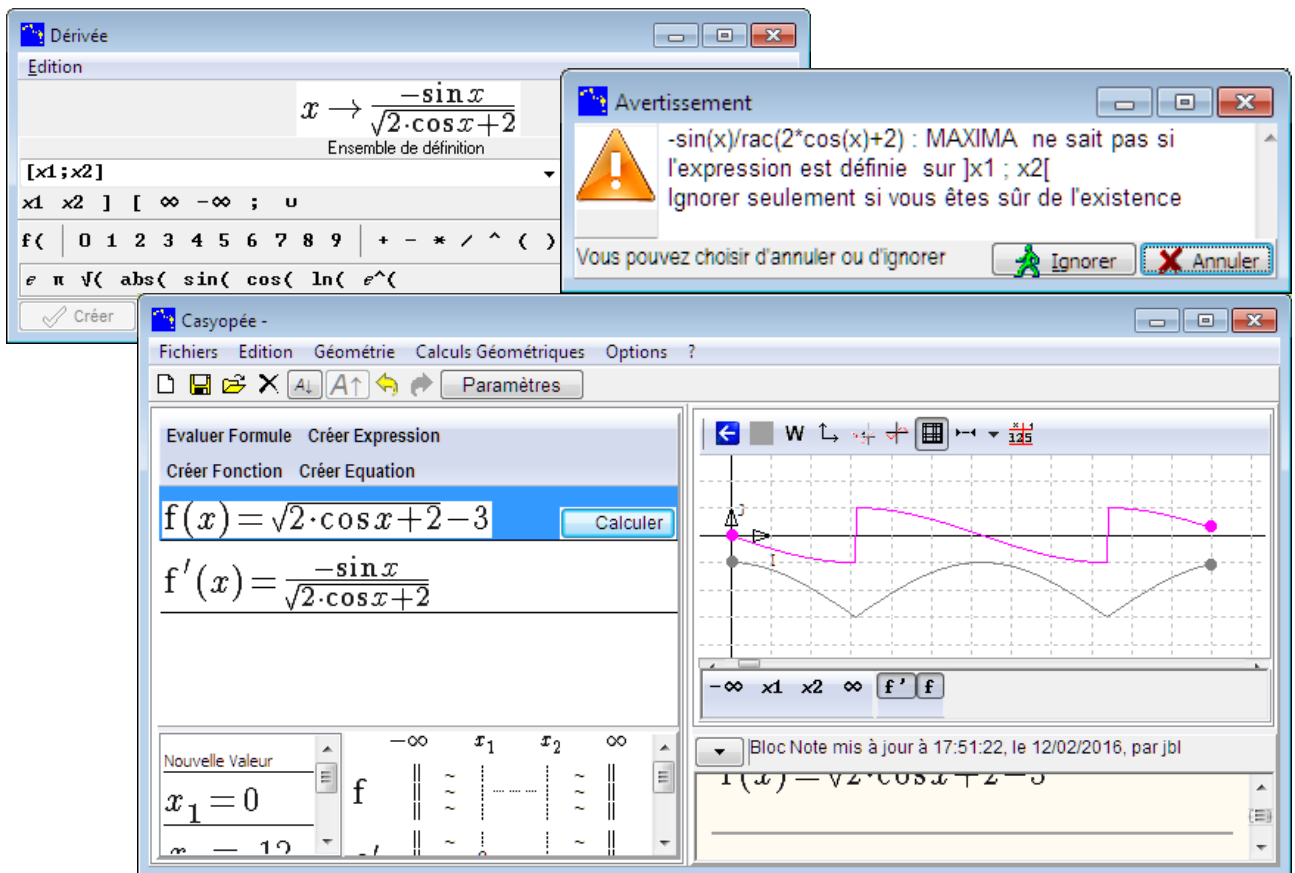 Dérivée
Edition
x → −sin x / √2·cos x+2
Ensemble de définition
[x1;x2]
x1 x2 ] [ ∞ -∞ ; ∪
f( 0 1 2 3 4 5 6 7 8 9 + - * / ^ ( )
e π √( abs( sin( cos( ln( e^(
Créer
Avertissement
-sin(x)/rac(2*cos(x)+2) : MAXIMA ne sait pas si
l'expression est définie sur ]x1 ; x2[
Ignorer seulement si vous êtes sûr de l'existence
Vous pouvez choisir d'annuler ou d'ignorer
Ignorer
Annuler
Casyopée -
Fichiers Edition Géométrie Calculs Géométriques Options ?
A↓ A↑ Paramètres
Evaluer Formule Créer Expression
Créer Fonction Créer Equation
f(x)=√2·cos x+2−3
Calculer
f′(x)=−sin x / √2·cos x+2
Nouvelle Valeur
x1=0
−∞ x1 x2 ∞
f
W
125
J
I
-∞ x1 x2 ∞ f' f
Bloc Note mis à jour à 17:51:22, le 12/02/2016, par jbl
f(x)=√2·cos x+2−3